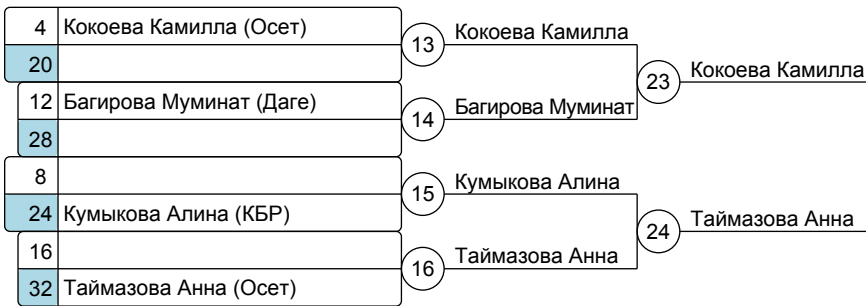 4 Кокоева Камилла (Осет)
20
12 Багирова Муминат (Даге)
28
8
24 Кумыкова Алина (КБР)
16
32 Таймазова Анна (Осет)
13 Кокоева Камилла
14 Багирова Муминат
15 Кумыкова Алина
16 Таймазова Анна
23 Кокоева Камилла
24 Таймазова Анна